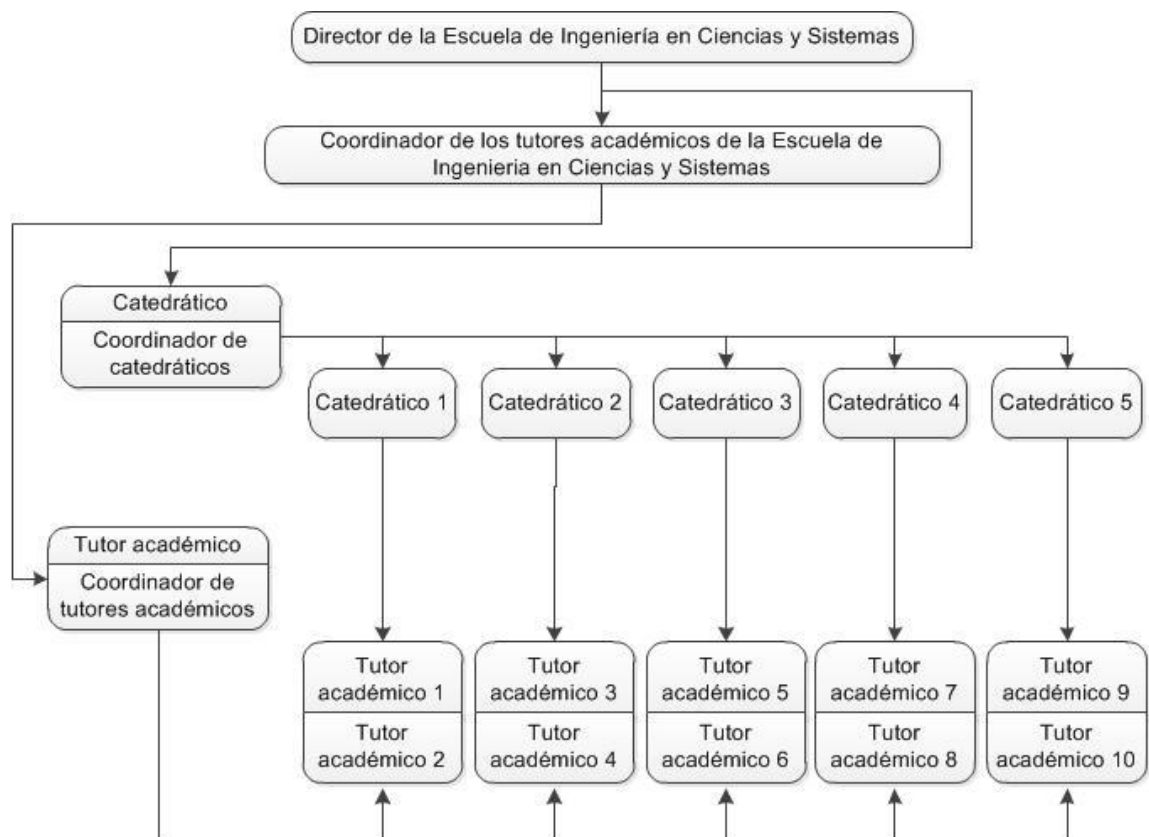 Director de la Escuela de Ingeniería en Ciencias y Sistemas
Coordinador de los tutores académicos de la Escuela de
Ingenieria en Ciencias y Sistemas
Catedrático
Coordinador de
catedráticos
Catedrático 1
Catedrático 2
Catedrático 3
Catedrático 4
Catedrático 5
Tutor académico
Coordinador de
tutores académicos
Tutor
académico 1
Tutor
académico 2
Tutor
académico 3
Tutor
académico 4
Tutor
académico 5
Tutor
académico 6
Tutor
académico 7
Tutor
académico 8
Tutor
académico 9
Tutor
académico 10